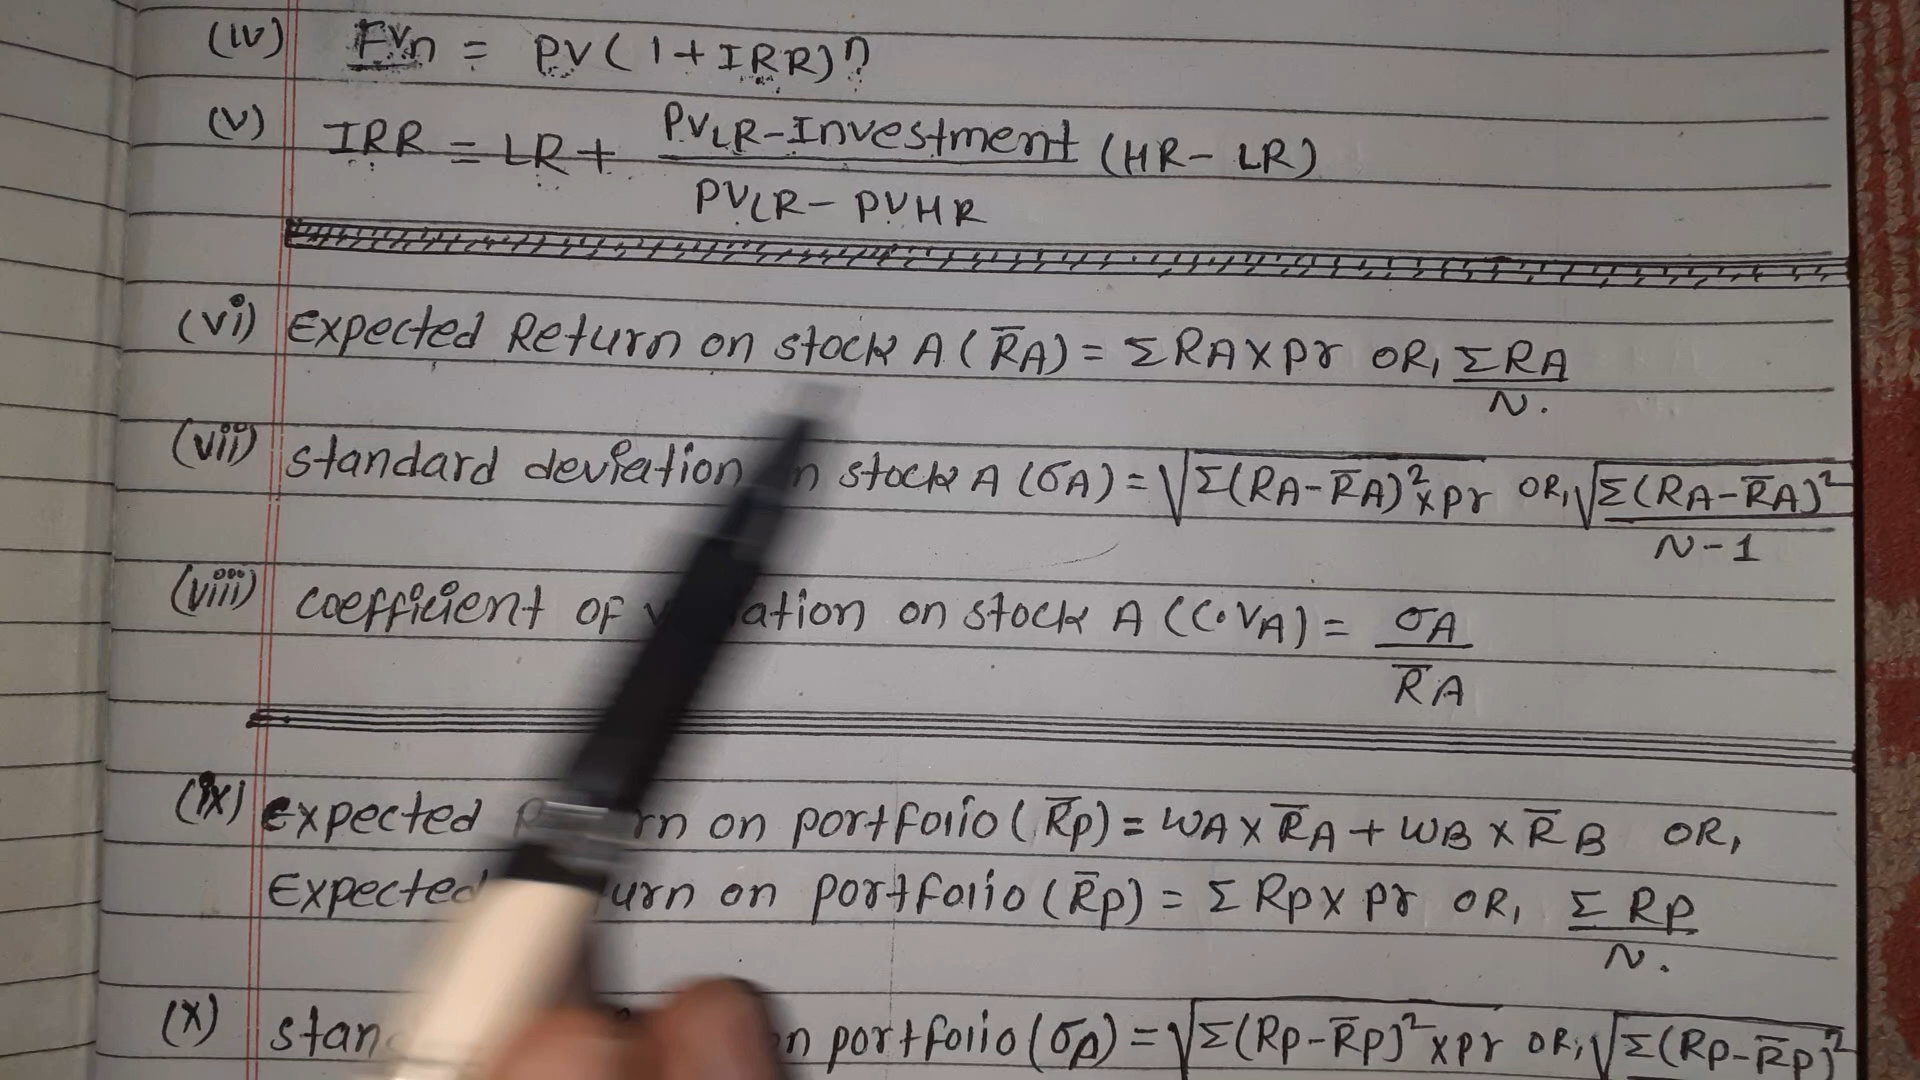 (iv) FVn = PV(1+IRR)n
(v) IRR = LR + PVLR-Investment (HR- LR)
PVLR- PVHR
(vi) Expected Return on stock A (R̅A) = ΣRA×Pr OR, ΣRA
N.
(vii) standard deviation n stock A (σA) = √Σ(RA-R̅A)²×Pr OR, √Σ(RA-R̅A)²
N-1
(viii) coefficient of ation on stock A (C.VA) = σA
R̅A
(ix) Expected rn on portfolio (R̅p) = WA×R̅A + WB×R̅B OR,
Expected urn on portfolio (R̅p) = ΣRp×Pr OR, ΣRp
N.
(x) stan n portfolio (σp) = √Σ(Rp-R̅p)²×Pr OR, √Σ(Rp-R̅p)²